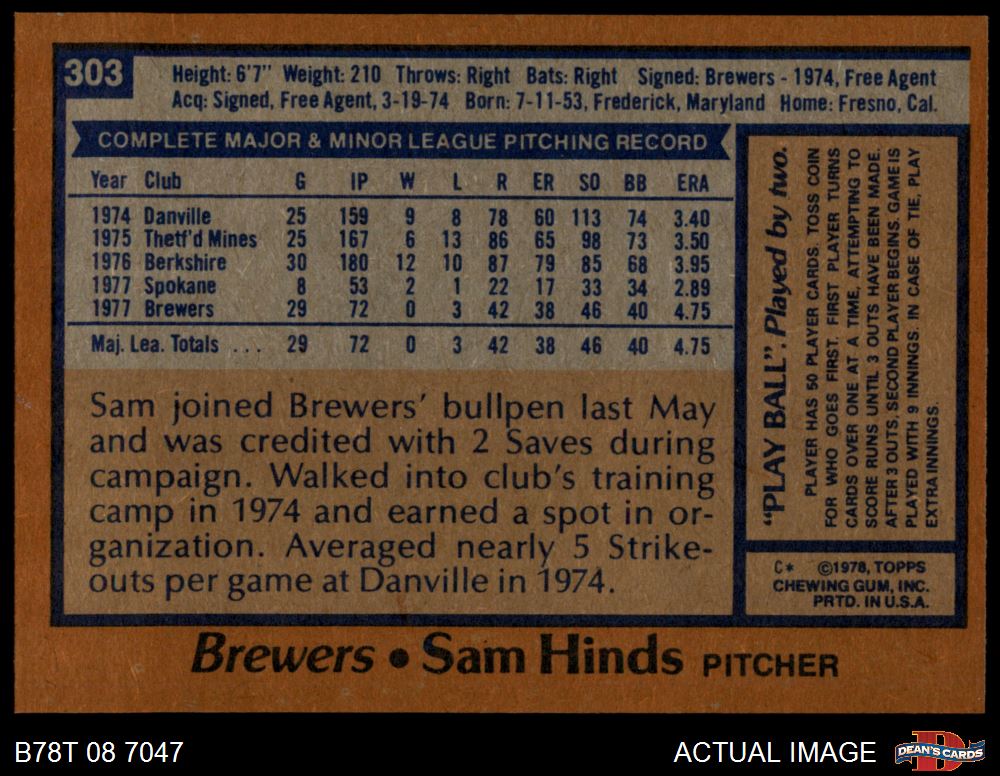 303
Height: 6'7" Weight: 210 Throws: Right Bats: Right Signed: Brewers - 1974, Free Agent
Acq: Signed, Free Agent, 3-19-74 Born: 7-11-53, Frederick, Maryland Home: Fresno, Cal.
COMPLETE MAJOR & MINOR LEAGUE PITCHING RECORD
Year Club G IP W L R ER SO BB ERA
1974 Danville 25 159 9 8 78 60 113 74 3.40
1975 Thetf'd Mines 25 167 6 13 86 65 98 73 3.50
1976 Berkshire 30 180 12 10 87 79 85 68 3.95
1977 Spokane 8 53 2 1 22 17 33 34 2.89
1977 Brewers 29 72 0 3 42 38 46 40 4.75
Maj. Lea. Totals ... 29 72 0 3 42 38 46 40 4.75
Sam joined Brewers' bullpen last May
and was credited with 2 Saves during
campaign. Walked into club's training
camp in 1974 and earned a spot in or-
ganization. Averaged nearly 5 Strike-
outs per game at Danville in 1974.
"PLAY BALL". Played by two.
PLAYER HAS 50 PLAYER CARDS. TOSS COIN
FOR WHO GOES FIRST. FIRST PLAYER TURNS
CARDS OVER ONE AT A TIME, ATTEMPTING TO
SCORE RUNS UNTIL 3 OUTS HAVE BEEN MADE.
AFTER 3 OUTS, SECOND PLAYER BEGINS. GAME IS
PLAYED WITH 9 INNINGS. IN CASE OF TIE, PLAY
EXTRA INNINGS.
C* ©1978, TOPPS
CHEWING GUM, INC.
PRTD. IN U.S.A.
Brewers • Sam Hinds PITCHER
B78T 08 7047
ACTUAL IMAGE
D
DEAN'S CARDS